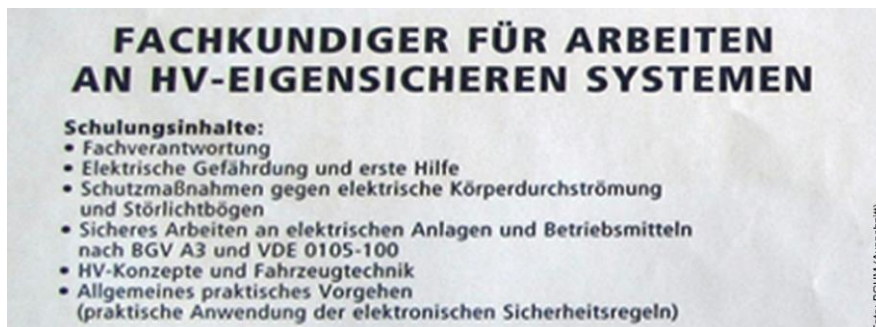 FACHKUNDIGER FÜR ARBEITEN
AN HV-EIGENSICHEREN SYSTEMEN
Schulungsinhalte:
• Fachverantwortung
• Elektrische Gefährdung und erste Hilfe
• Schutzmaßnahmen gegen elektrische Körperdurchströmung
und Störlichtbögen
• Sicheres Arbeiten an elektrischen Anlagen und Betriebsmitteln
nach BGV A3 und VDE 0105-100
• HV-Konzepte und Fahrzeugtechnik
• Allgemeines praktisches Vorgehen
(praktische Anwendung der elektronischen Sicherheitsregeln)